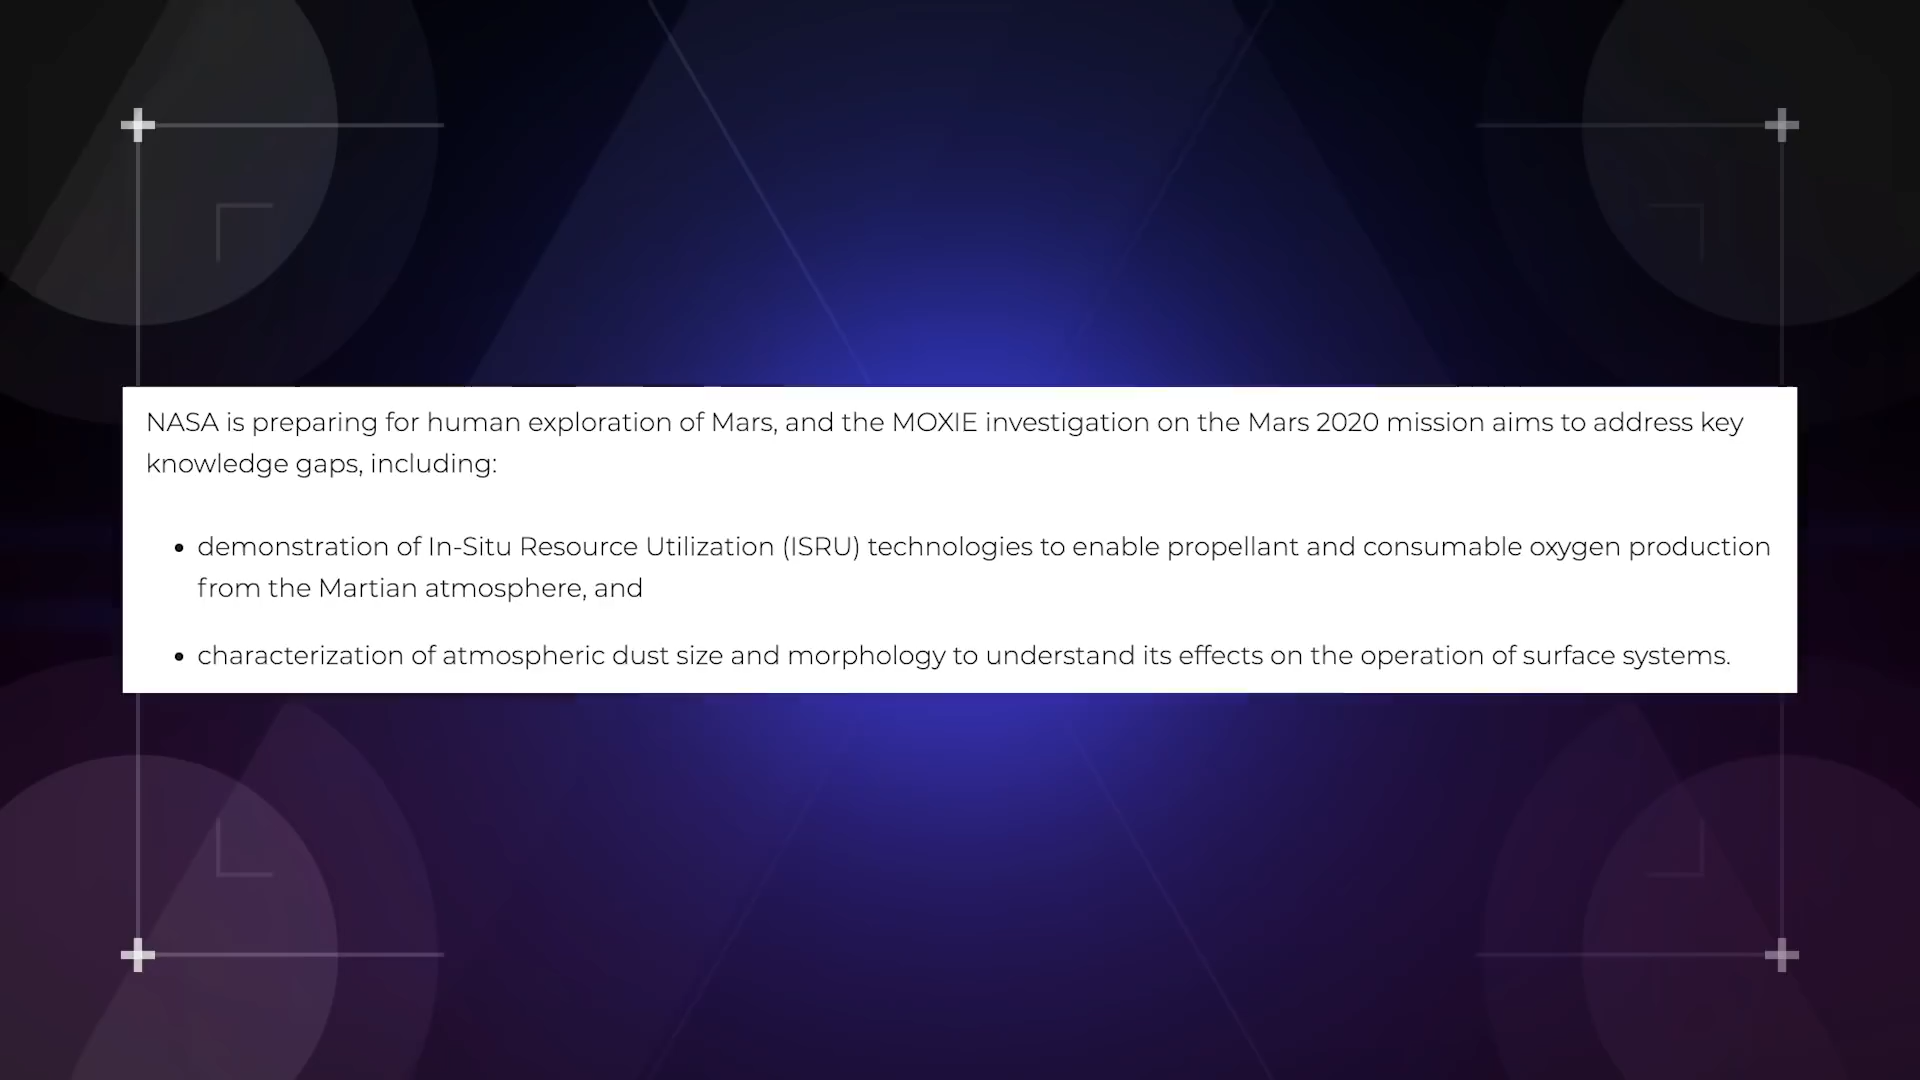 NASA is preparing for human exploration of Mars, and the MOXIE investigation on the Mars 2020 mission aims to address key
knowledge gaps, including:
• demonstration of In-Situ Resource Utilization (ISRU) technologies to enable propellant and consumable oxygen production
from the Martian atmosphere, and
• characterization of atmospheric dust size and morphology to understand its effects on the operation of surface systems.